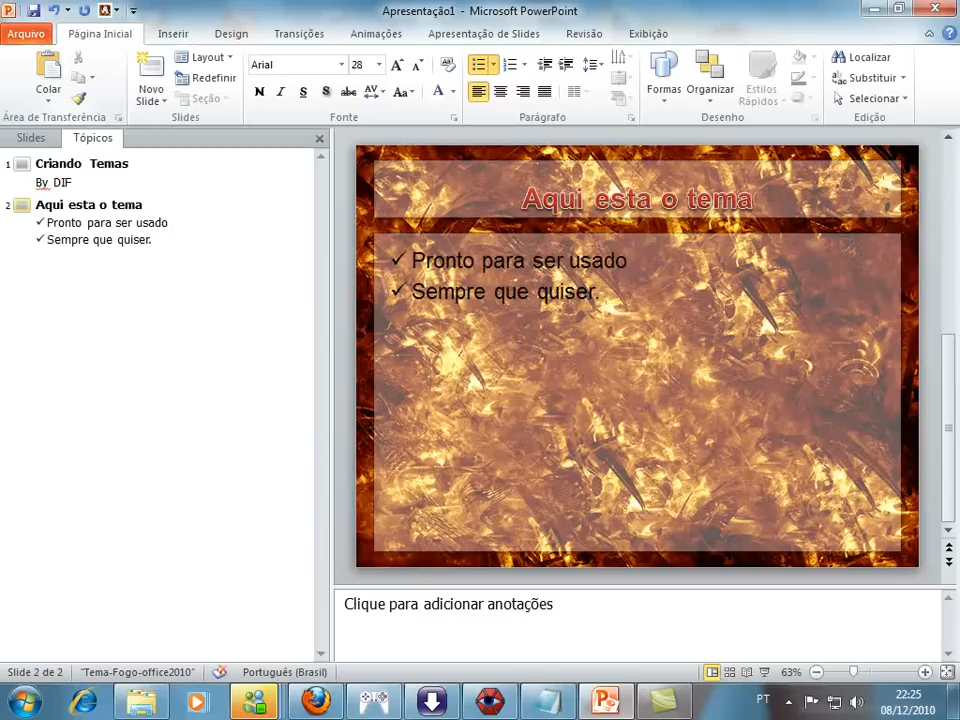 Apresentação1 - Microsoft PowerPoint
Arquivo Página Inicial Inserir Design Transições Animações Apresentação de Slides Revisão Exibição
Colar
Área de Transferência
Novo Slide
Layout
Redefinir
Seção
Slides
Arial 28
N I S S abc AV Aa A
Fonte
Parágrafo
Formas Organizar Estilos Rápidos
Desenho
Localizar
Substituir
Selecionar
Edição
Slides Tópicos
1 Criando Temas
By DIF
2 Aqui esta o tema
Pronto para ser usado
Sempre que quiser.
Aqui esta o tema
Pronto para ser usado
Sempre que quiser.
Clique para adicionar anotações
Slide 2 de 2 "Tema-Fogo-office2010" Português (Brasil) 63%
PT 22:25
08/12/2010